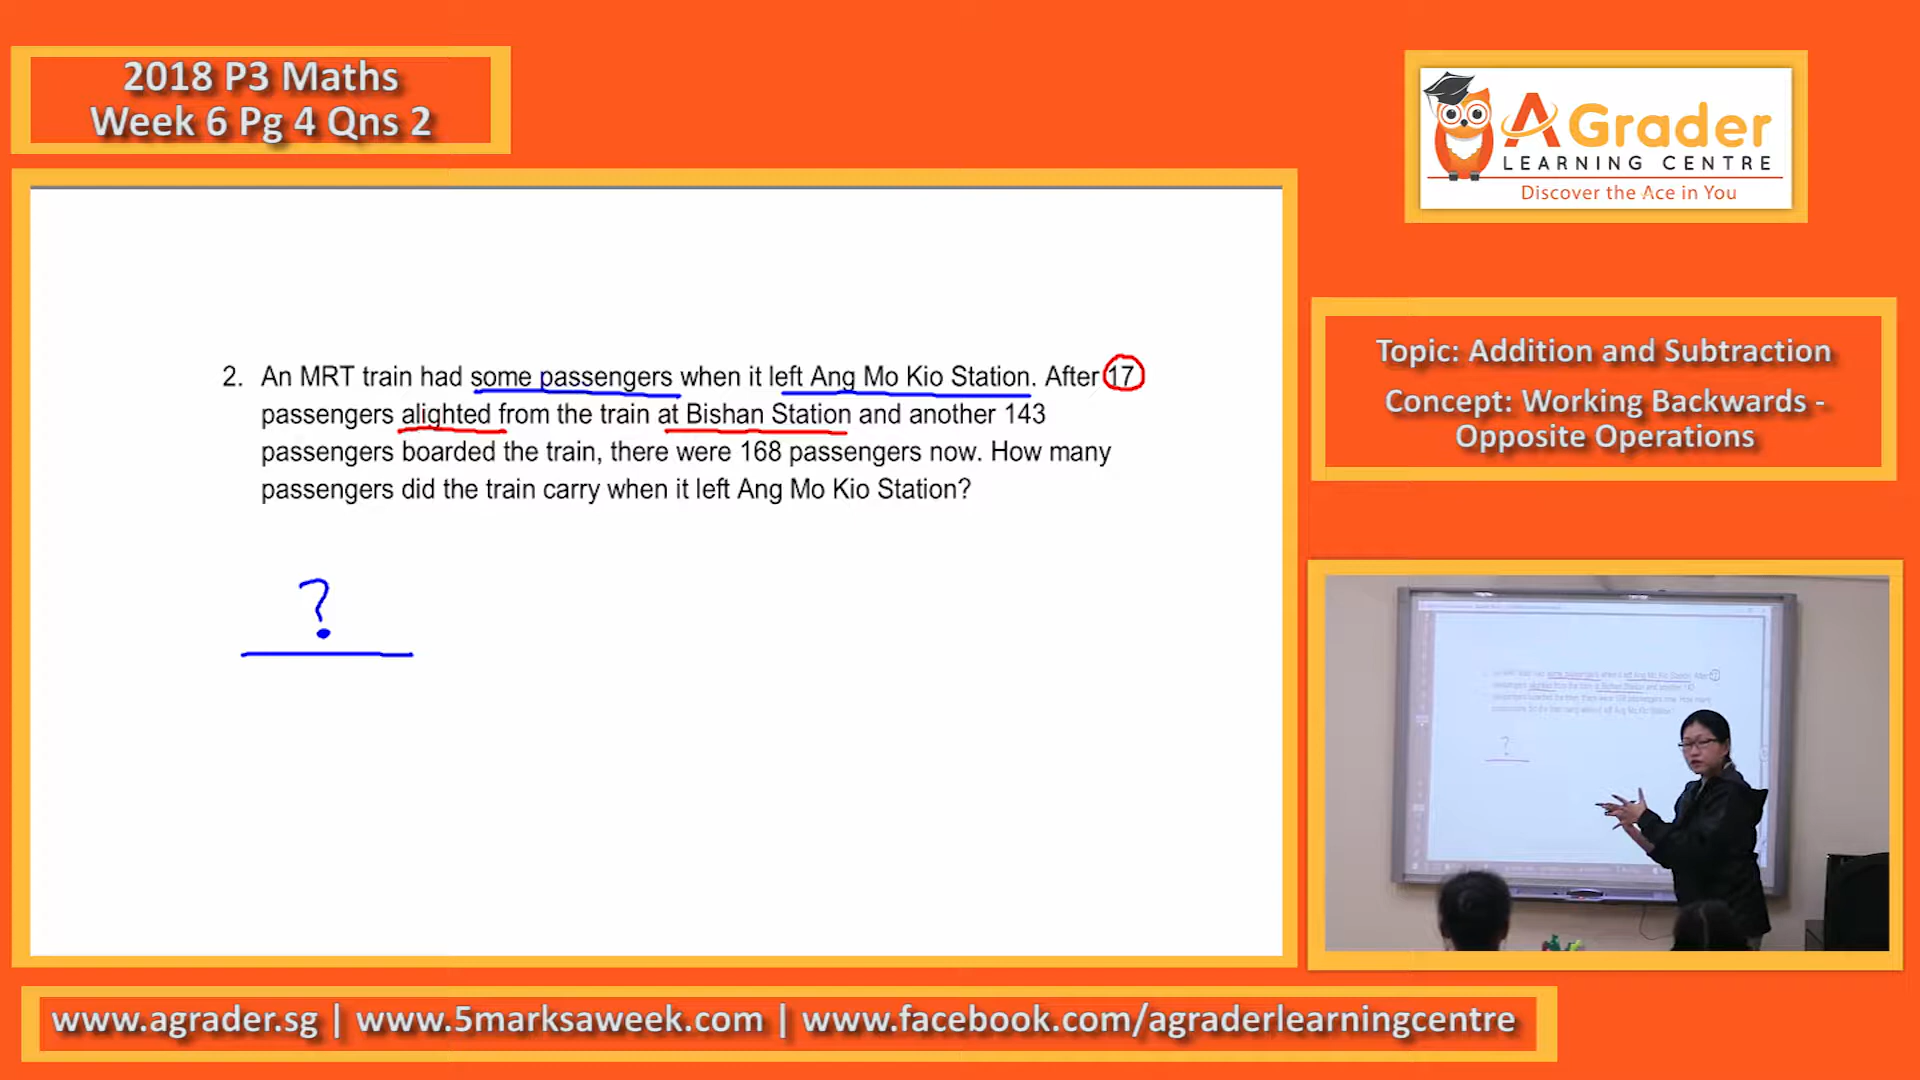 2018 P3 Maths
Week 6 Pg 4 Qns 2
A Grader
LEARNING CENTRE
Discover the Ace in You
2. An MRT train had some passengers when it left Ang Mo Kio Station. After 17
passengers alighted from the train at Bishan Station and another 143
passengers boarded the train, there were 168 passengers now. How many
passengers did the train carry when it left Ang Mo Kio Station?
?
Topic: Addition and Subtraction
Concept: Working Backwards -
Opposite Operations
www.agrader.sg | www.5marksaweek.com | www.facebook.com/agraderlearningcentre